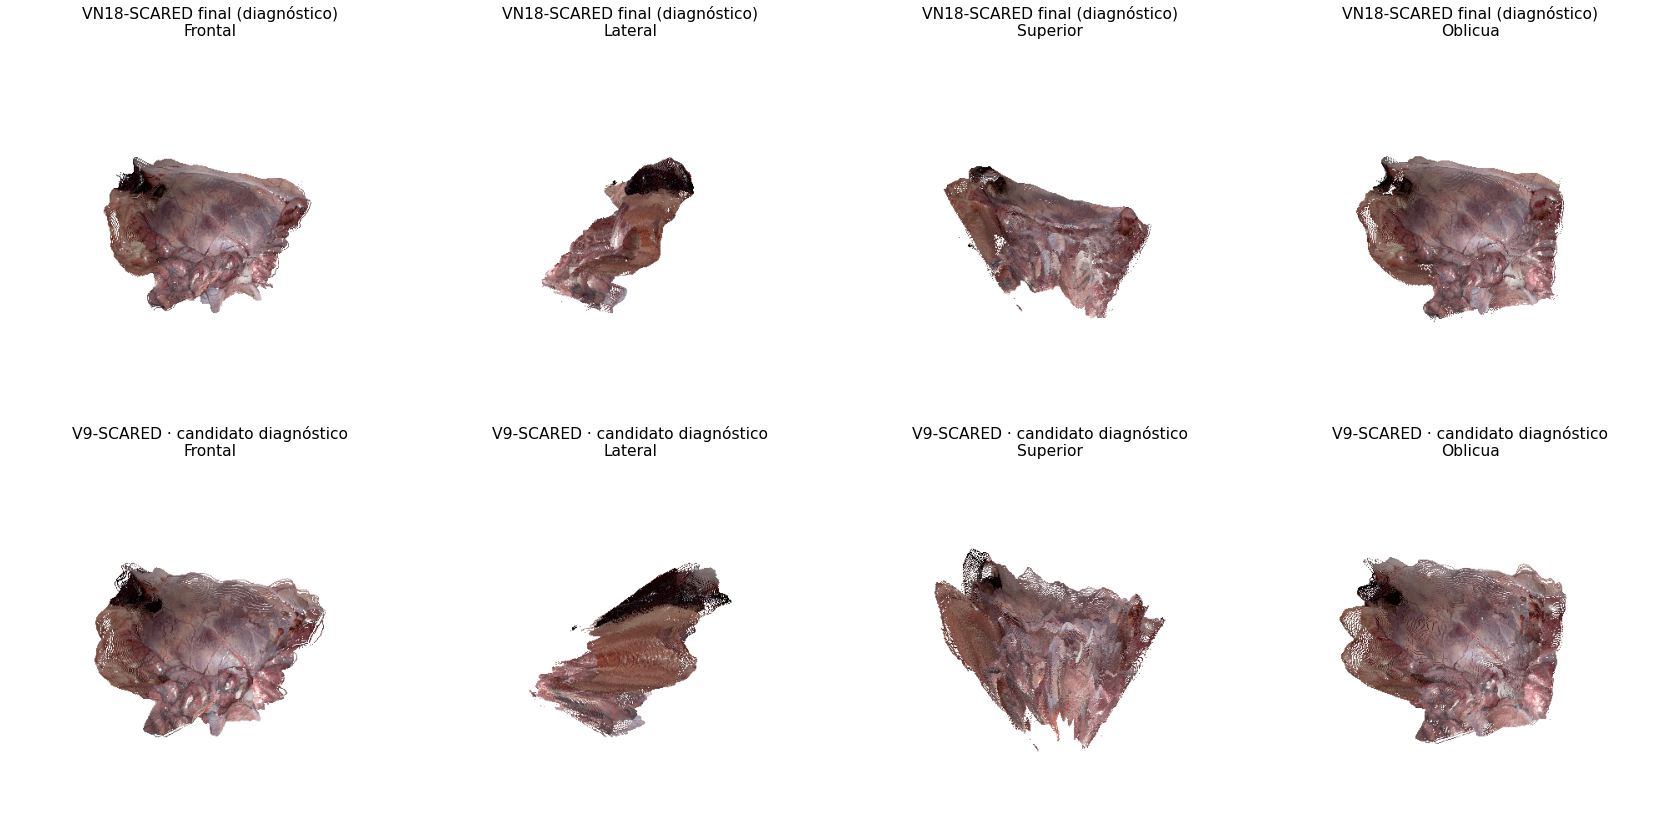 VN18-SCARED final (diagnóstico)
Frontal
VN18-SCARED final (diagnóstico)
Lateral
VN18-SCARED final (diagnóstico)
Superior
VN18-SCARED final (diagnóstico)
Oblicua
V9-SCARED · candidato diagnóstico
Frontal
V9-SCARED · candidato diagnóstico
Lateral
V9-SCARED · candidato diagnóstico
Superior
V9-SCARED · candidato diagnóstico
Oblicua